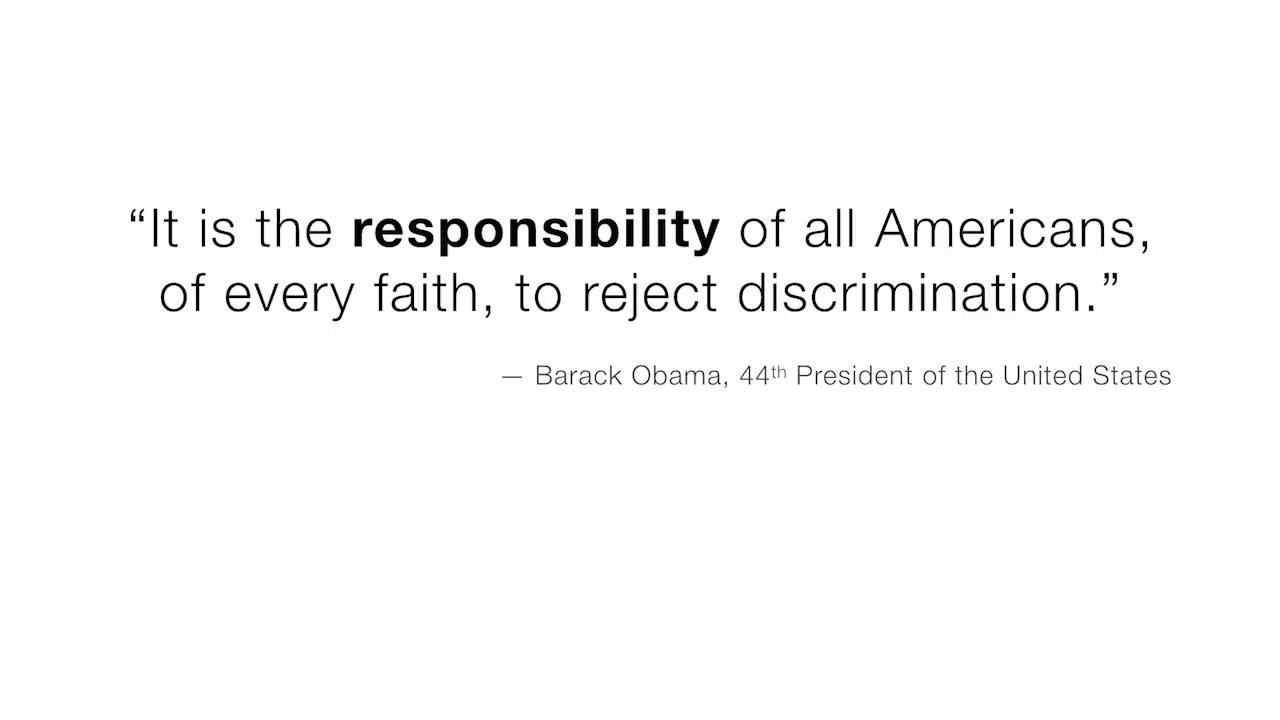 “It is the responsibility of all Americans,
of every faith, to reject discrimination.”
— Barack Obama, 44th President of the United States